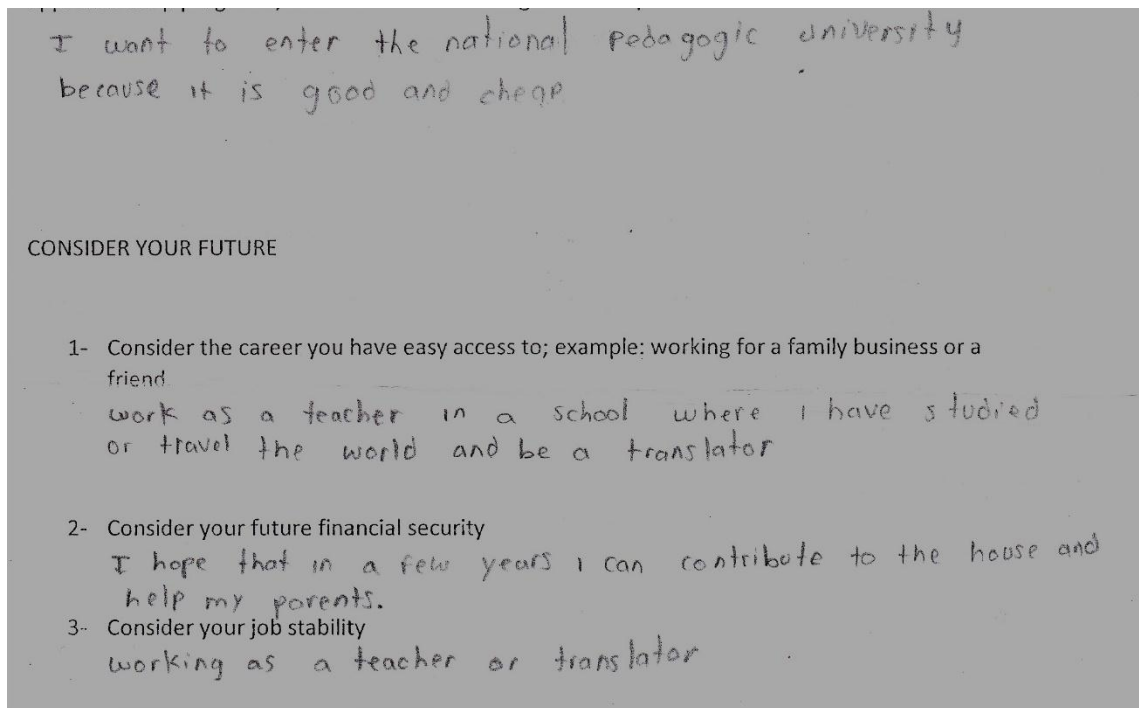 I want to enter the national pedagogic university
because it is good and cheap
CONSIDER YOUR FUTURE
1- Consider the career you have easy access to; example: working for a family business or a
friend.
work as a teacher in a school where I have studied
or travel the world and be a translator
2- Consider your future financial security
I hope that in a few years I can contribute to the house and
help my parents.
3- Consider your job stability
working as a teacher or translator